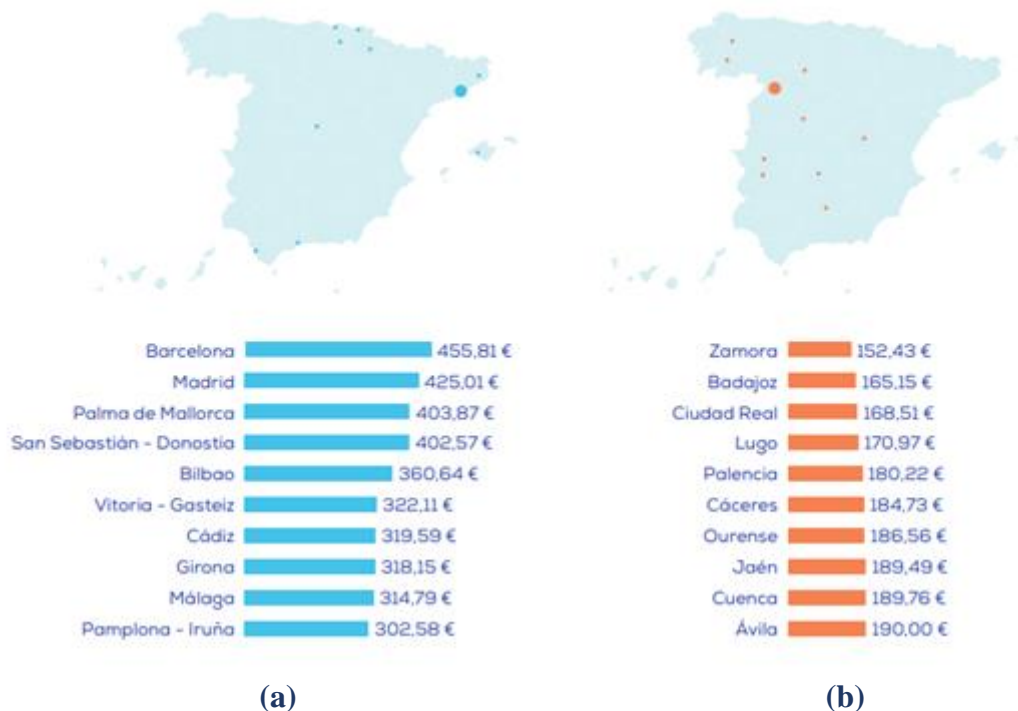 Barcelona 455,81 €
Madrid 425,01 €
Palma de Mallorca 403,87 €
San Sebastián - Donostia 402,57 €
Bilbao 360,64 €
Vitoria - Gasteiz 322,11 €
Cádiz 319,59 €
Girona 318,15 €
Málaga 314,79 €
Pamplona - Iruña 302,58 €
(a)
Zamora 152,43 €
Badajoz 165,15 €
Ciudad Real 168,51 €
Lugo 170,97 €
Palencia 180,22 €
Cáceres 184,73 €
Ourense 186,56 €
Jaén 189,49 €
Cuenca 189,76 €
Ávila 190,00 €
(b)